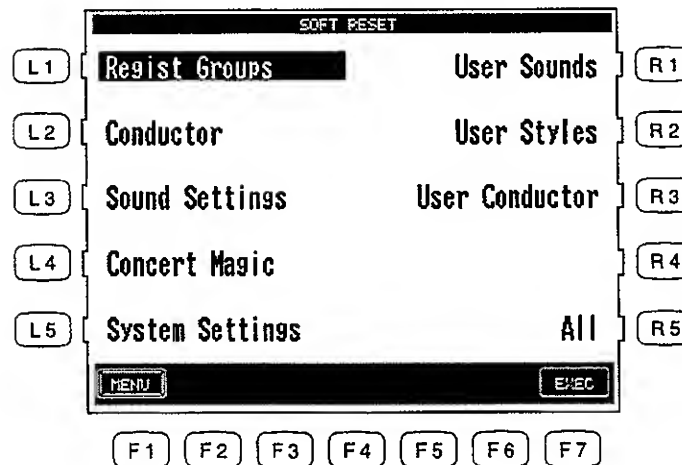 SOFT RESET
L1 Regist Groups User Sounds R1
L2 Conductor User Styles R2
L3 Sound Settings User Conductor R3
L4 Concert Magic R4
L5 System Settings All R5
MENU EXEC
F1 F2 F3 F4 F5 F6 F7